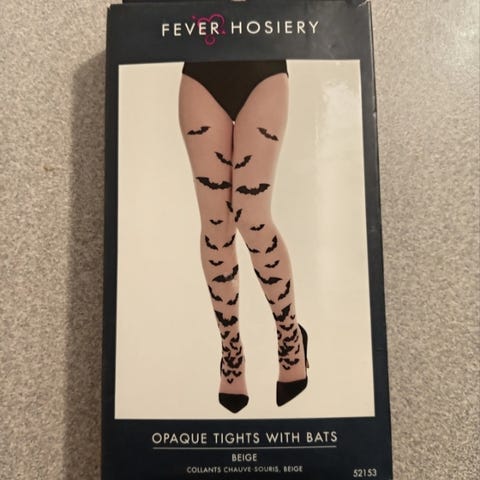 FEVER HOSIERY
OPAQUE TIGHTS WITH BATS
BEIGE
COLLANTS CHAUVE-SOURIS, BEIGE
52153